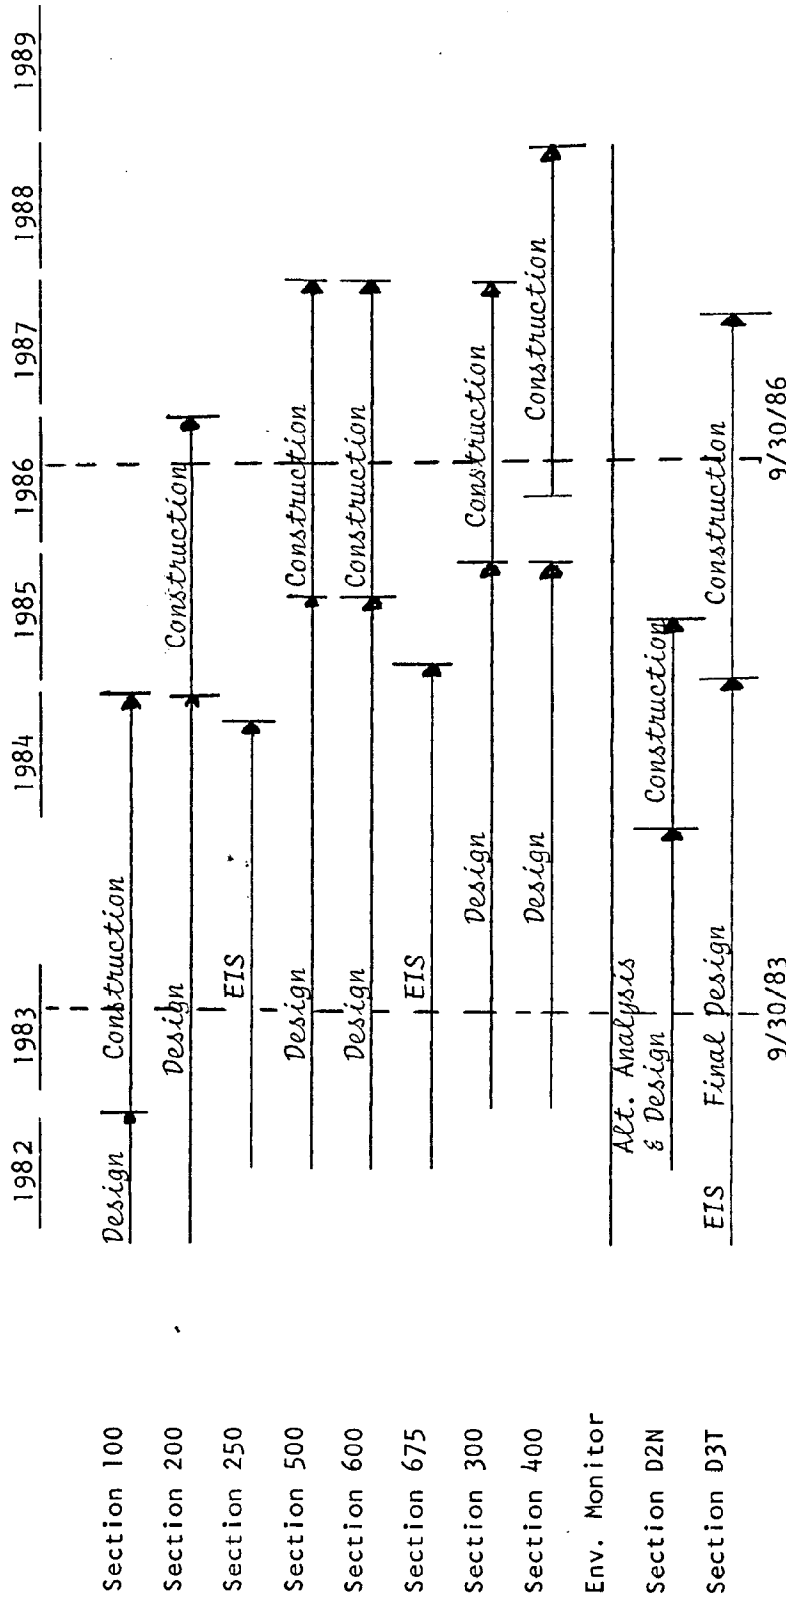 1982 1983 1984 1985 1986 1987 1988 1989
Section 100 Design Construction
Section 200 Design Construction
Section 250 EIS
Section 500 Design Construction
Section 600 Design Construction
Section 675 EIS
Section 300 Design Construction
Section 400 Design Construction
Env. Monitor
Alt. Analysis
Section D2N & Design Construction
Section D3T EIS Final Design Construction
9/30/83 9/30/86